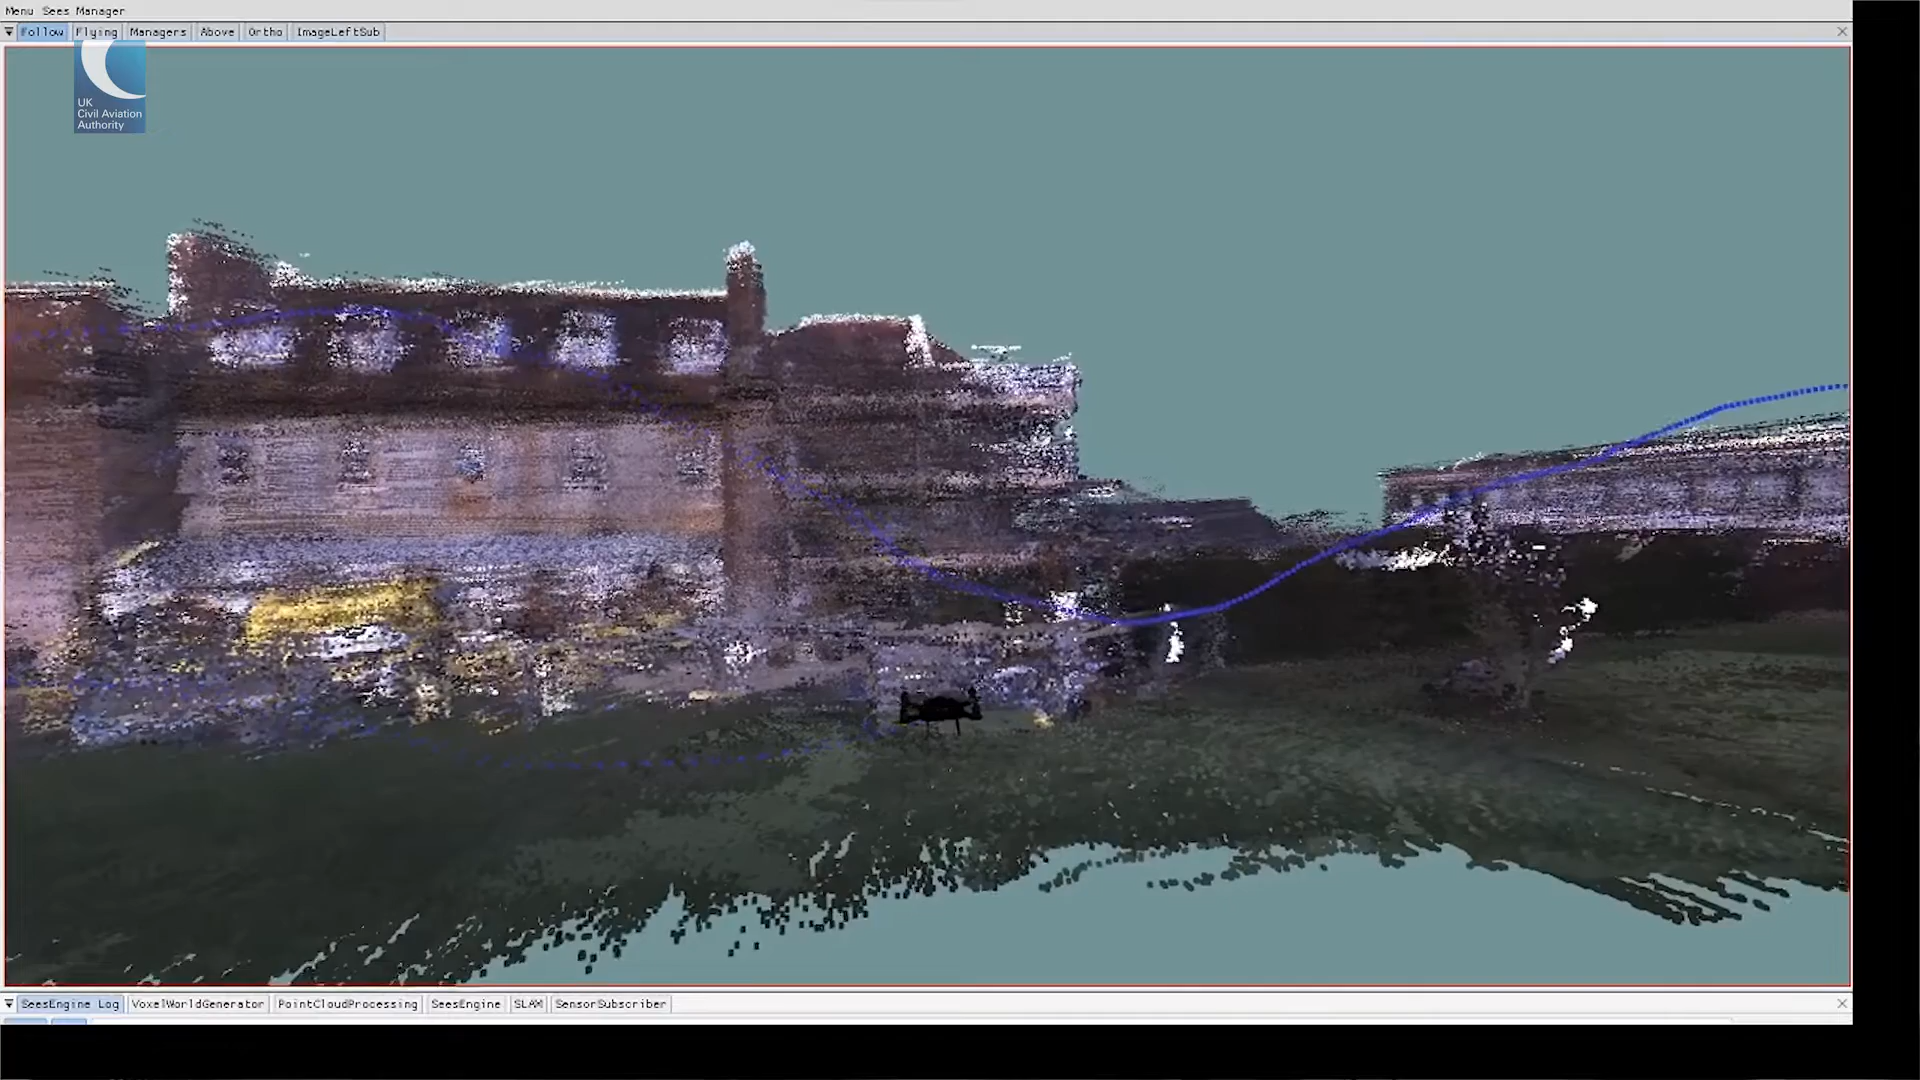 Menu Sees Manager
Follow Flying Managers Above Ortho ImageLeftSub
UK
Civil Aviation
Authority
SeesEngine Log VoxelWorldGenerator PointCloudProcessing SeesEngine SLAM SensorSubscriber